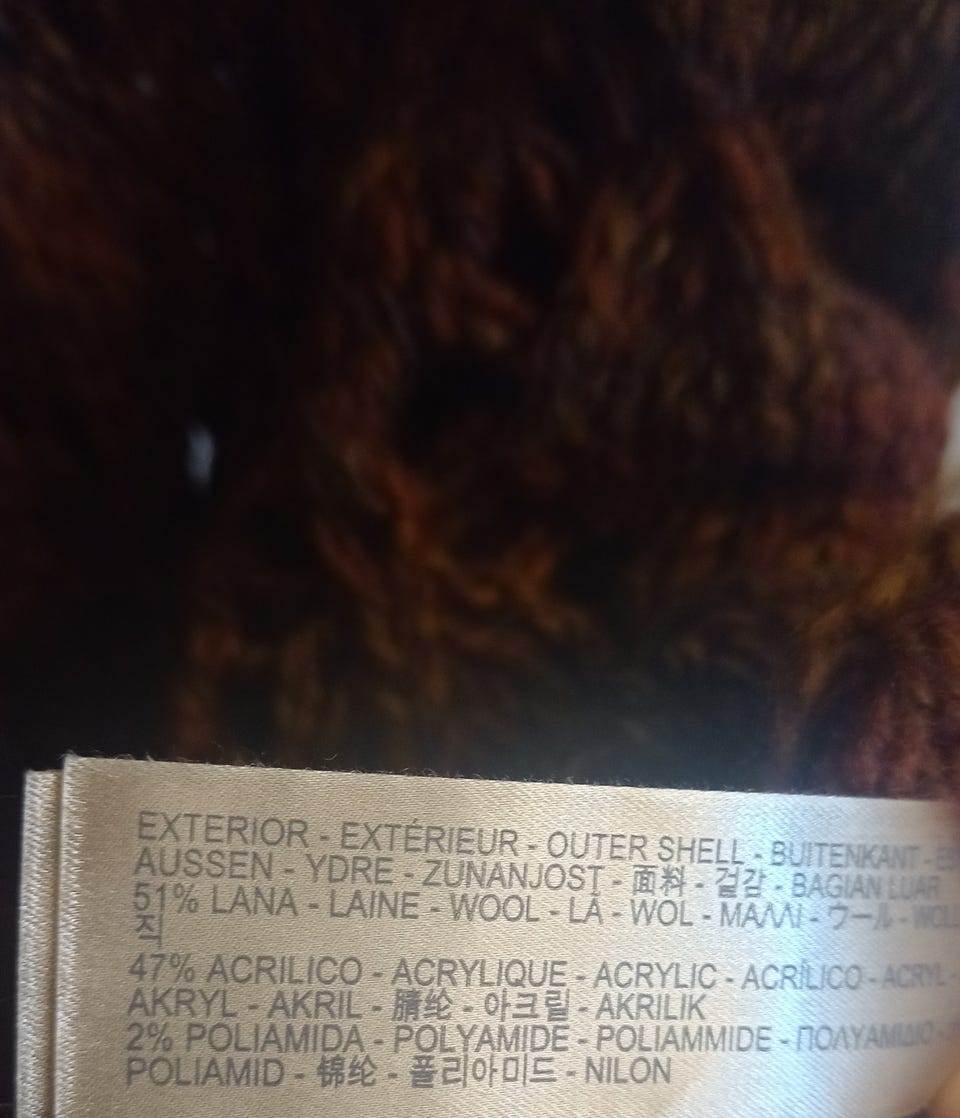 EXTERIOR - EXTÉRIEUR - OUTER SHELL - BUITENKANT -
AUSSEN - YDRE - ZUNANJOST - 面料 - 겉감 - BAGIAN LUAR
51% LANA - LAINE - WOOL - LÃ - WOL - ΜΑΛΛΙ - ウール -
직
47% ACRILICO - ACRYLIQUE - ACRYLIC - ACRÍLICO - ACRYL -
AKRYL - AKRIL - 腈纶 - 아크릴 - AKRILIK
2% POLIAMIDA - POLYAMIDE - POLIAMMIDE - ΠΟΛΥΑΜΙΔΙΟ -
POLIAMID - 锦纶 - 폴리아미드 - NILON